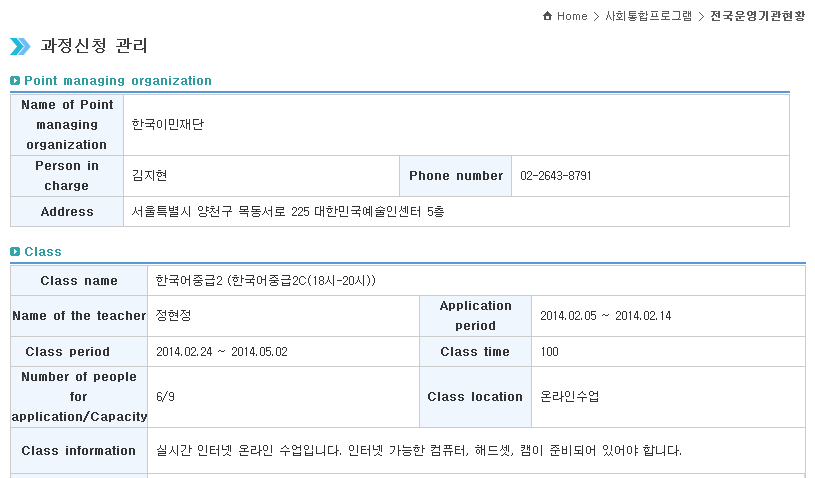 Home > 사회통합프로그램 > 전국운영기관현황
과정신청 관리
Point managing organization
Name of Point managing organization 한국이민재단
Person in charge 김지현 Phone number 02-2643-8791
Address 서울특별시 양천구 목동서로 225 대한민국예술인센터 5층
Class
Class name 한국어중급2 (한국어중급2C(18시-20시))
Name of the teacher 정현정 Application period 2014.02.05 ~ 2014.02.14
Class period 2014.02.24 ~ 2014.05.02 Class time 100
Number of people for application/Capacity 6/9 Class location 온라인수업
Class information 실시간 인터넷 온라인 수업입니다. 인터넷 가능한 컴퓨터, 해드셋, 캠이 준비되어 있어야 합니다.